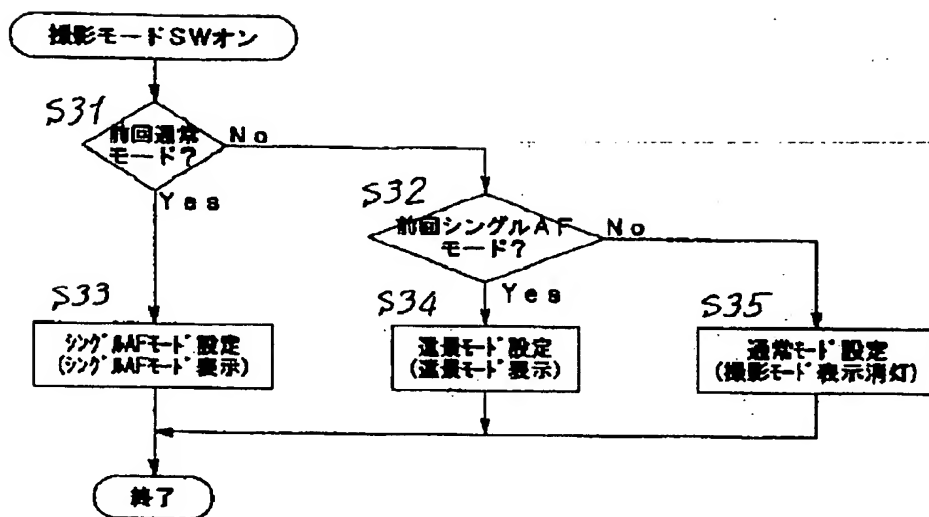 撮影モードSWオン
S31
前回通常
モード?
No
Yes
S32
前回シングルAF
モード?
No
Yes
S33
シングルAFモード設定
(シングルAFモード表示)
S34
遠景モード設定
(遠景モード表示)
S35
通常モード設定
(撮影モード表示消灯)
終了